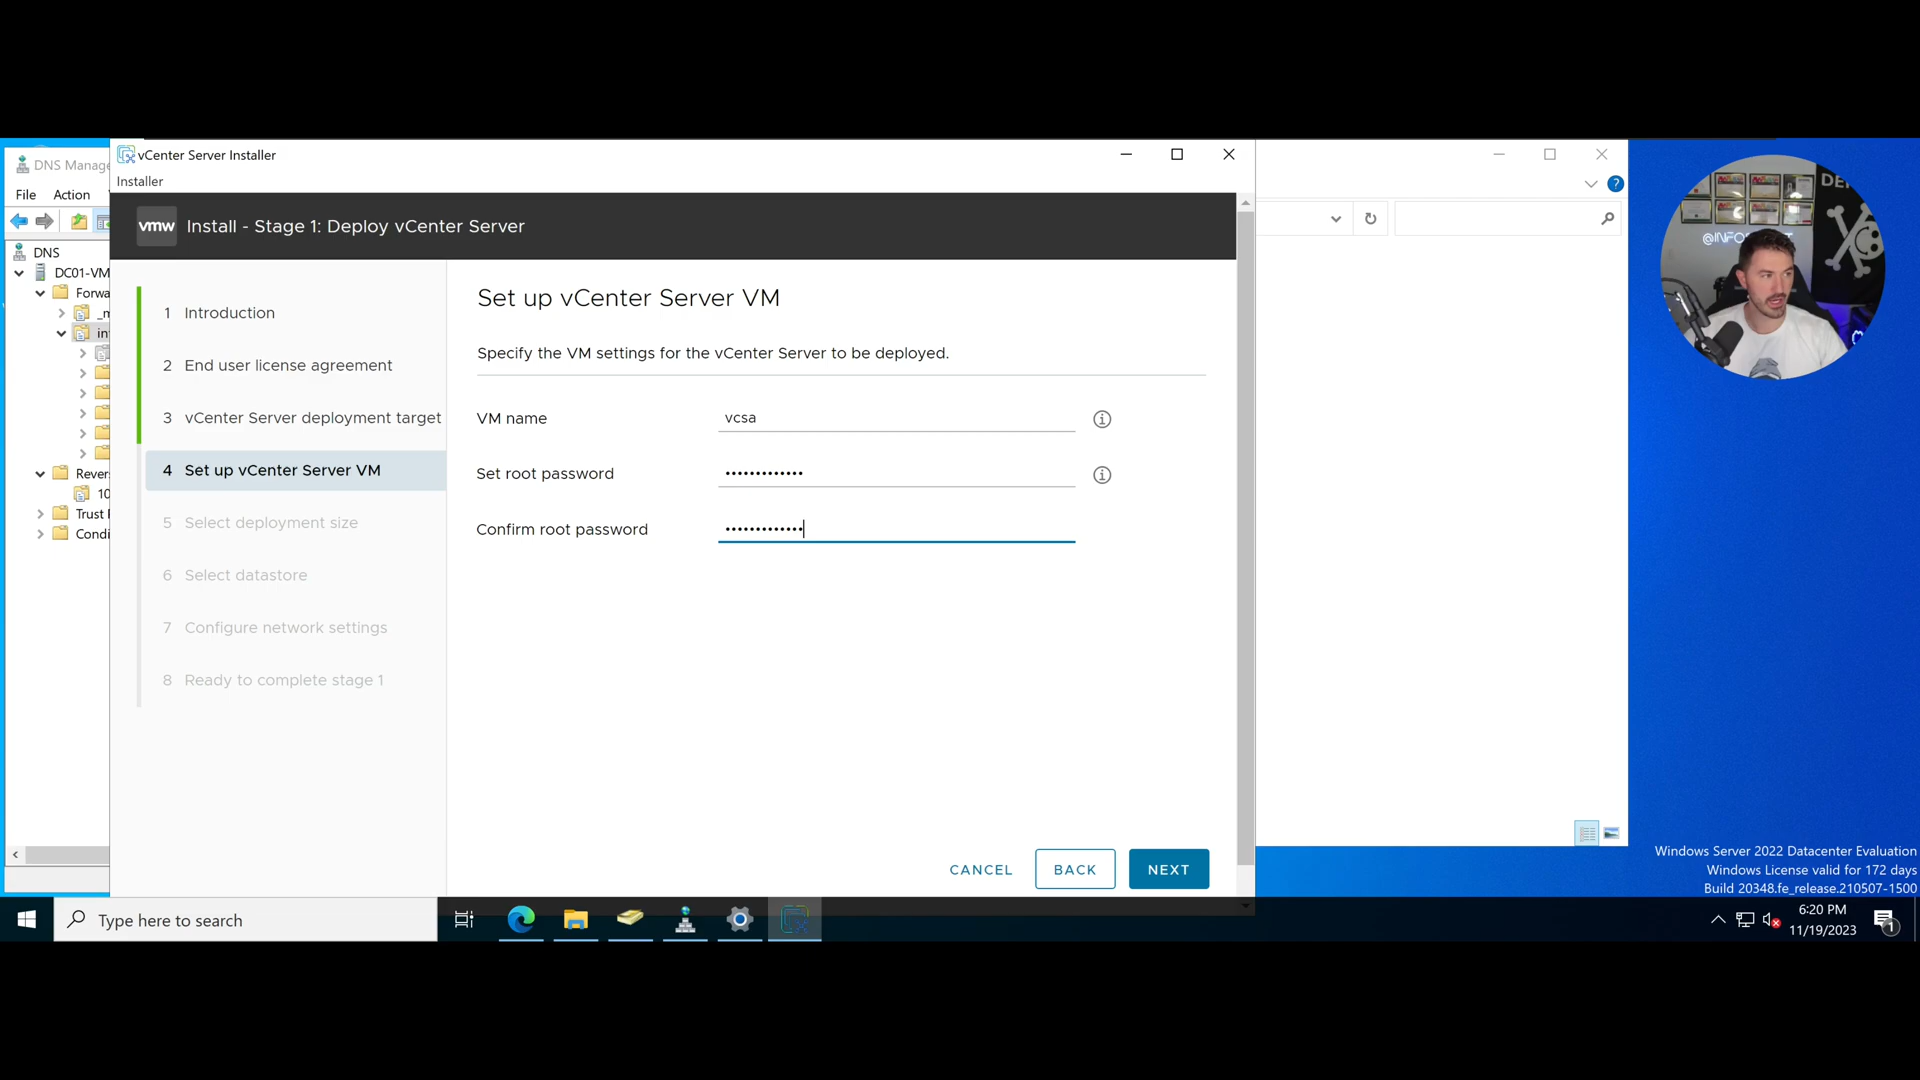 DNS Manage
File Action
DNS
DC01-VM
Forwa
_m
in
Revers
10
Trust
Condi
vCenter Server Installer
Installer
vmw Install - Stage 1: Deploy vCenter Server
1 Introduction
2 End user license agreement
3 vCenter Server deployment target
4 Set up vCenter Server VM
5 Select deployment size
6 Select datastore
7 Configure network settings
8 Ready to complete stage 1
Set up vCenter Server VM
Specify the VM settings for the vCenter Server to be deployed.
VM name vcsa
Set root password •••••••••••••
Confirm root password •••••••••••••
CANCEL BACK NEXT
Windows Server 2022 Datacenter Evaluation
Windows License valid for 172 days
Build 20348.fe_release.210507-1500
Type here to search
6:20 PM
11/19/2023
1